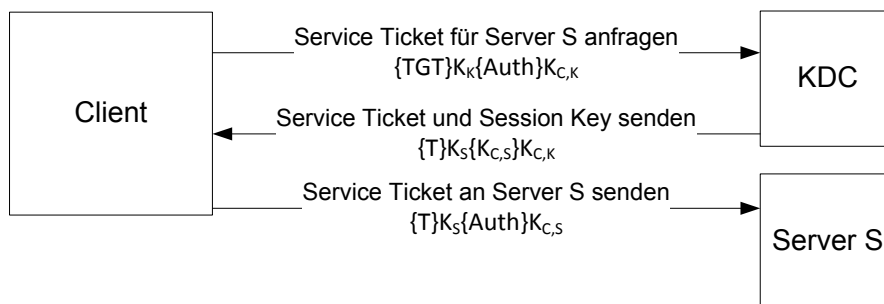 Client
Service Ticket für Server S anfragen
{TGT}K_K{Auth}K_C,K
KDC
Service Ticket und Session Key senden
{T}K_S{K_C,S}K_C,K
Service Ticket an Server S senden
{T}K_S{Auth}K_C,S
Server S